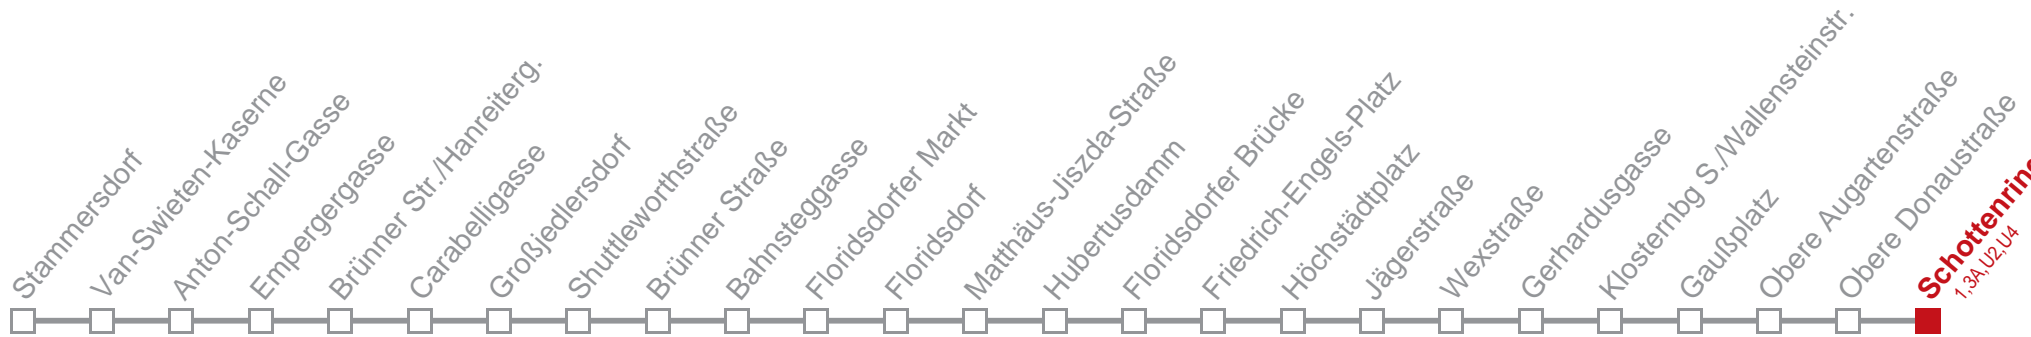 Stammersdorf
Van-Swieten-Kaserne
Anton-Schall-Gasse
Empergergasse
Brünner Str./Hanreiterg.
Carabelligasse
Großjedlersdorf
Shuttleworthstraße
Brünner Straße
Bahnsteggasse
Floridsdorfer Markt
Floridsdorf
Matthäus-Jiszda-Straße
Hubertusdamm
Floridsdorfer Brücke
Friedrich-Engels-Platz
Höchstädtplatz
Jägerstraße
Wexstraße
Gerhardusgasse
Klosternbg S./Wallensteinstr.
Gaußplatz
Obere Augartenstraße
Obere Donaustraße
Schottenring
1,3A,U2,U4